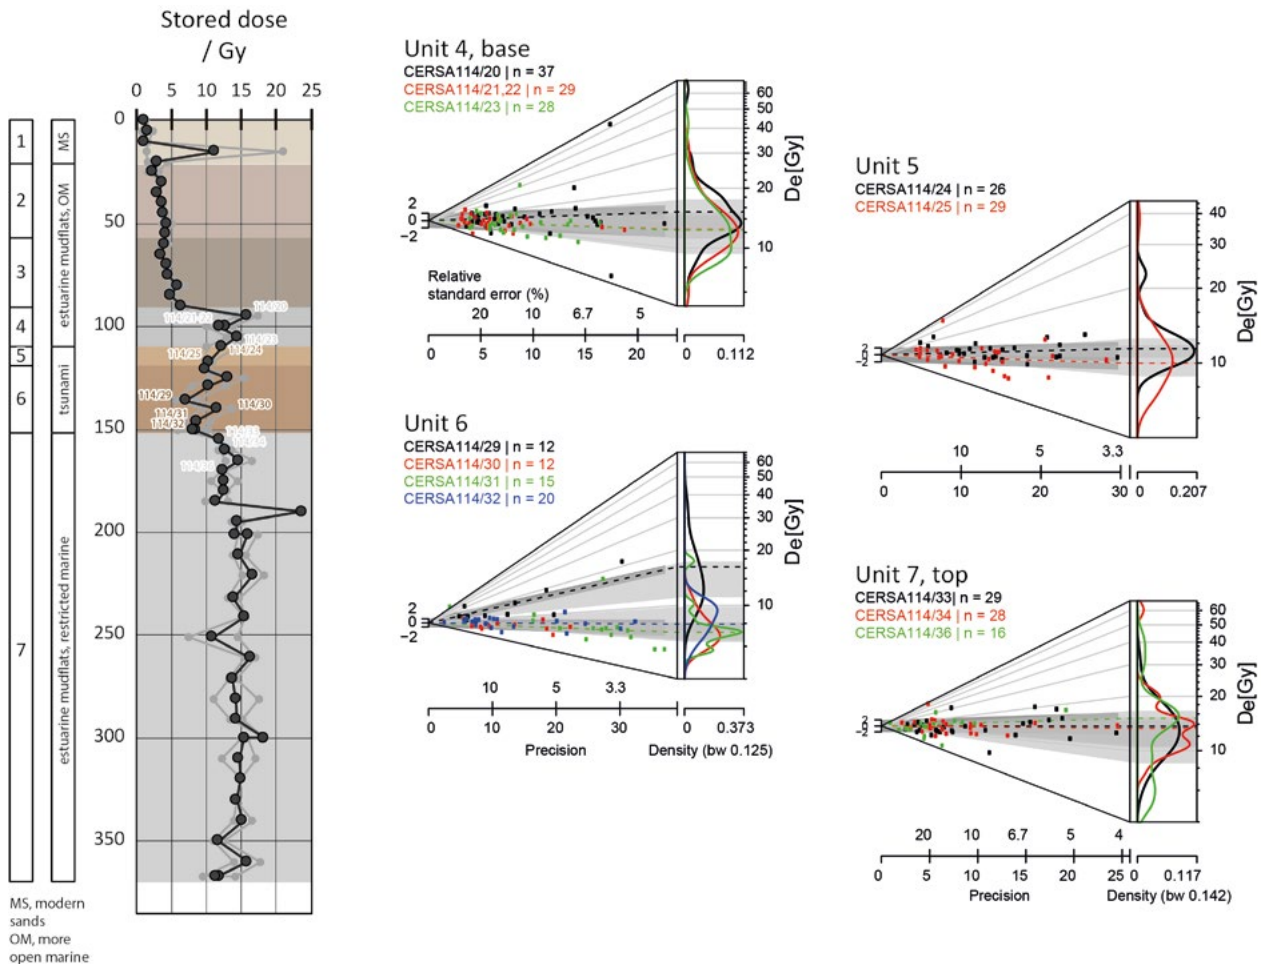 Stored dose
/ Gy
0 5 10 15 20 25
0
50
100
150
200
250
300
350
1
2
3
4
5
6
7
MS
estuarine mudflats, OM
tsunami
estuarine mudflats, restricted marine
114/20
114/21-22
114/23
114/24
114/25
114/29
114/30
114/31
114/32
114/33
114/34
114/36
MS, modern
sands
OM, more
open marine
Unit 4, base
CERSA114/20 | n = 37
CERSA114/21,22 | n = 29
CERSA114/23 | n = 28
2
0
−2
Relative
standard error (%)
20 10 6.7 5
0 5 10 15 20
0 0.112
60
50
40
30
20
10
De[Gy]
Unit 5
CERSA114/24 | n = 26
CERSA114/25 | n = 29
2
0
-2
10 5 3.3
0 10 20 30
0 0.207
40
30
20
10
De[Gy]
Unit 6
CERSA114/29 | n = 12
CERSA114/30 | n = 12
CERSA114/31 | n = 15
CERSA114/32 | n = 20
2
0
−2
10 5 3.3
0 10 20 30
Precision
0 0.373
Density (bw 0.125)
60
50
40
30
20
10
De[Gy]
Unit 7, top
CERSA114/33| n = 29
CERSA114/34 | n = 28
CERSA114/36 | n = 16
2
-2
20 10 6.7 5 4
0 5 10 15 20 25
Precision
0 0.117
Density (bw 0.142)
60
50
40
30
20
10
De[Gy]